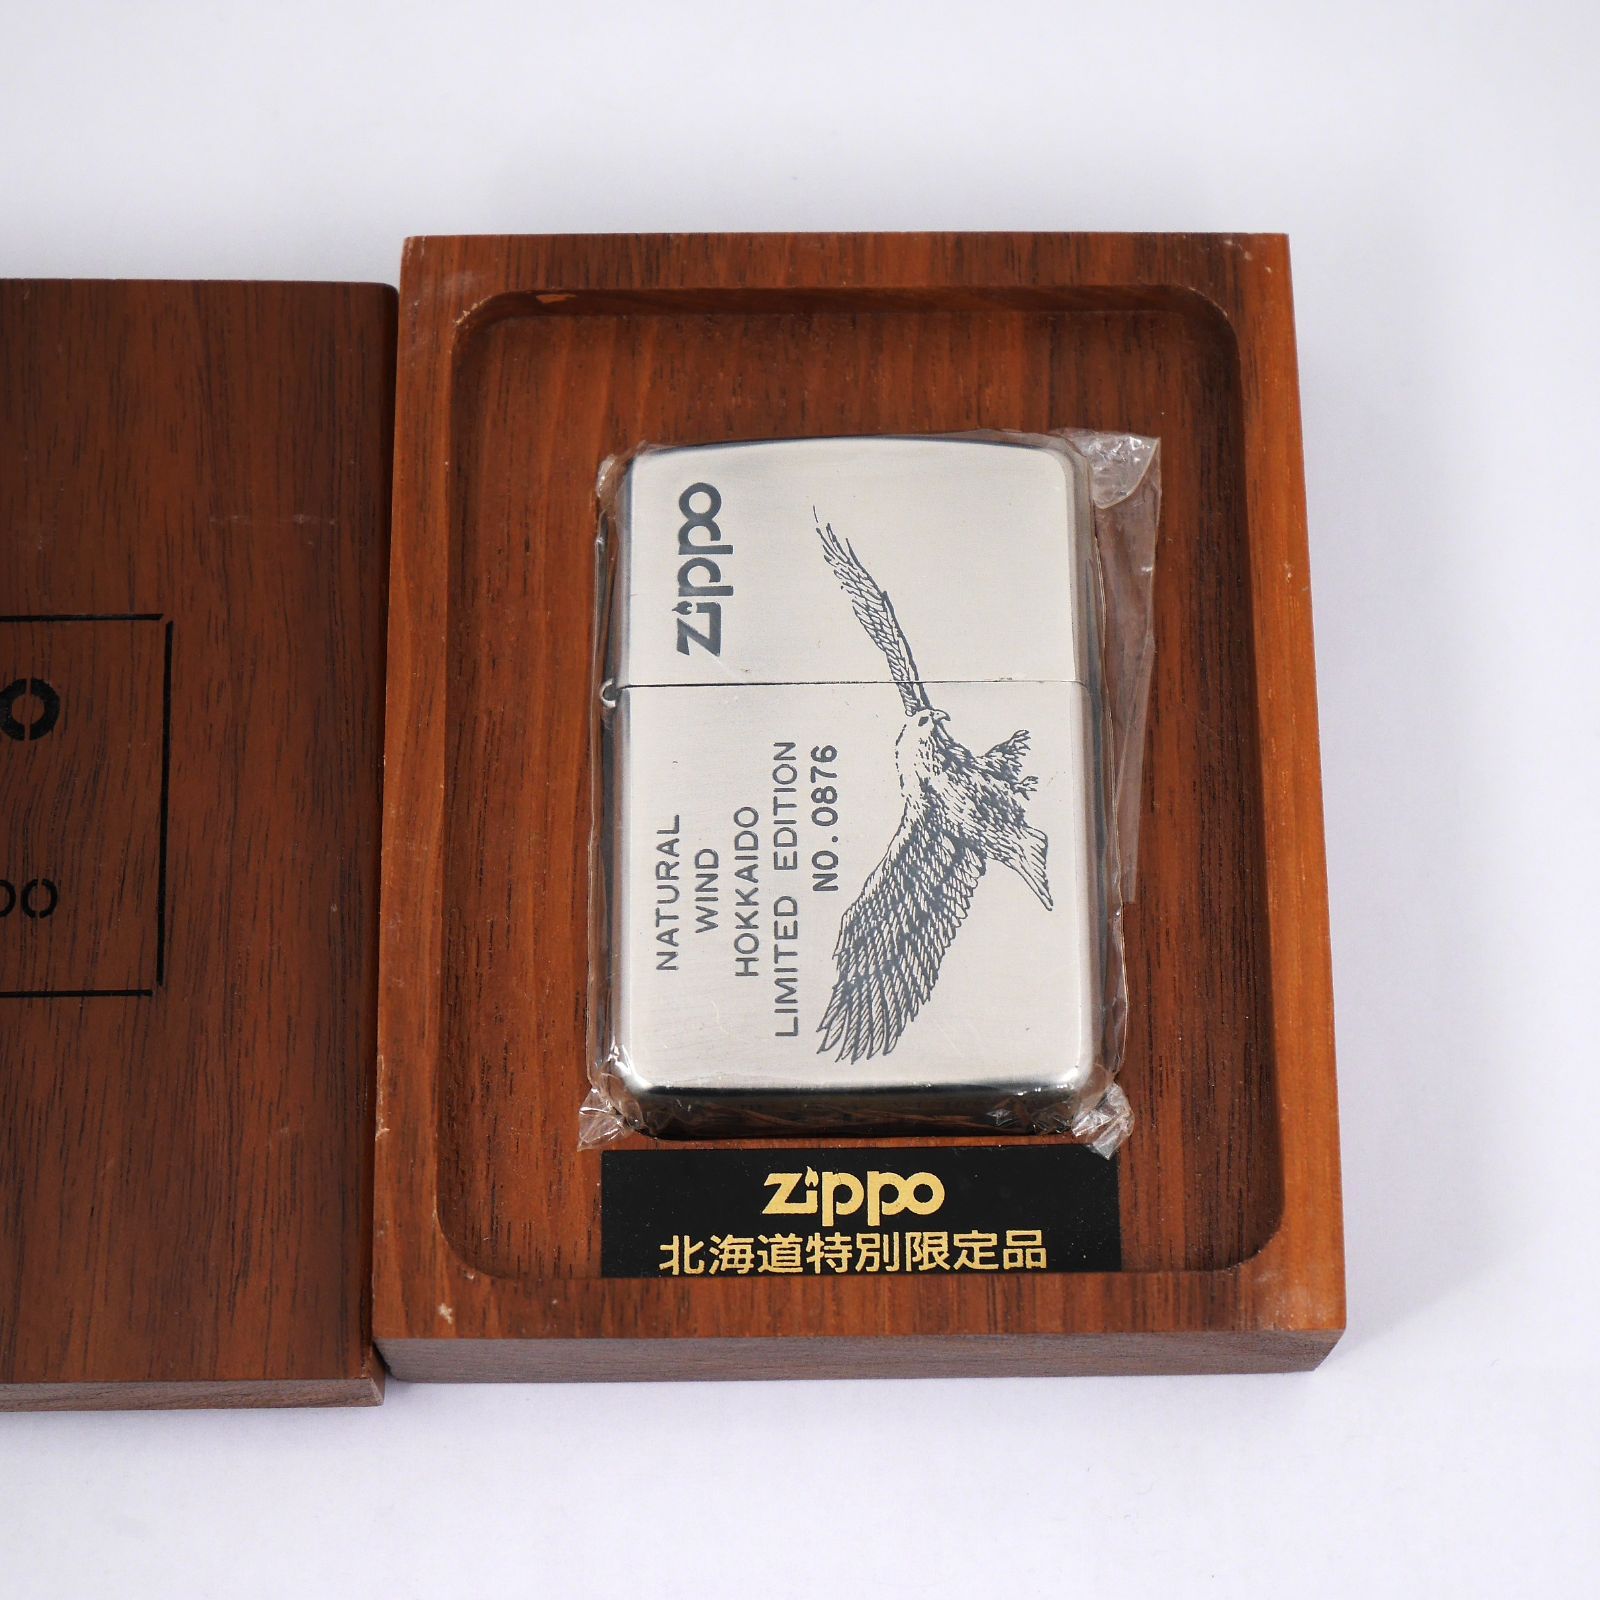 zippo
NATURAL
WIND
HOKKAIDO
LIMITED EDITION
NO.0876
zippo
北海道特別限定品